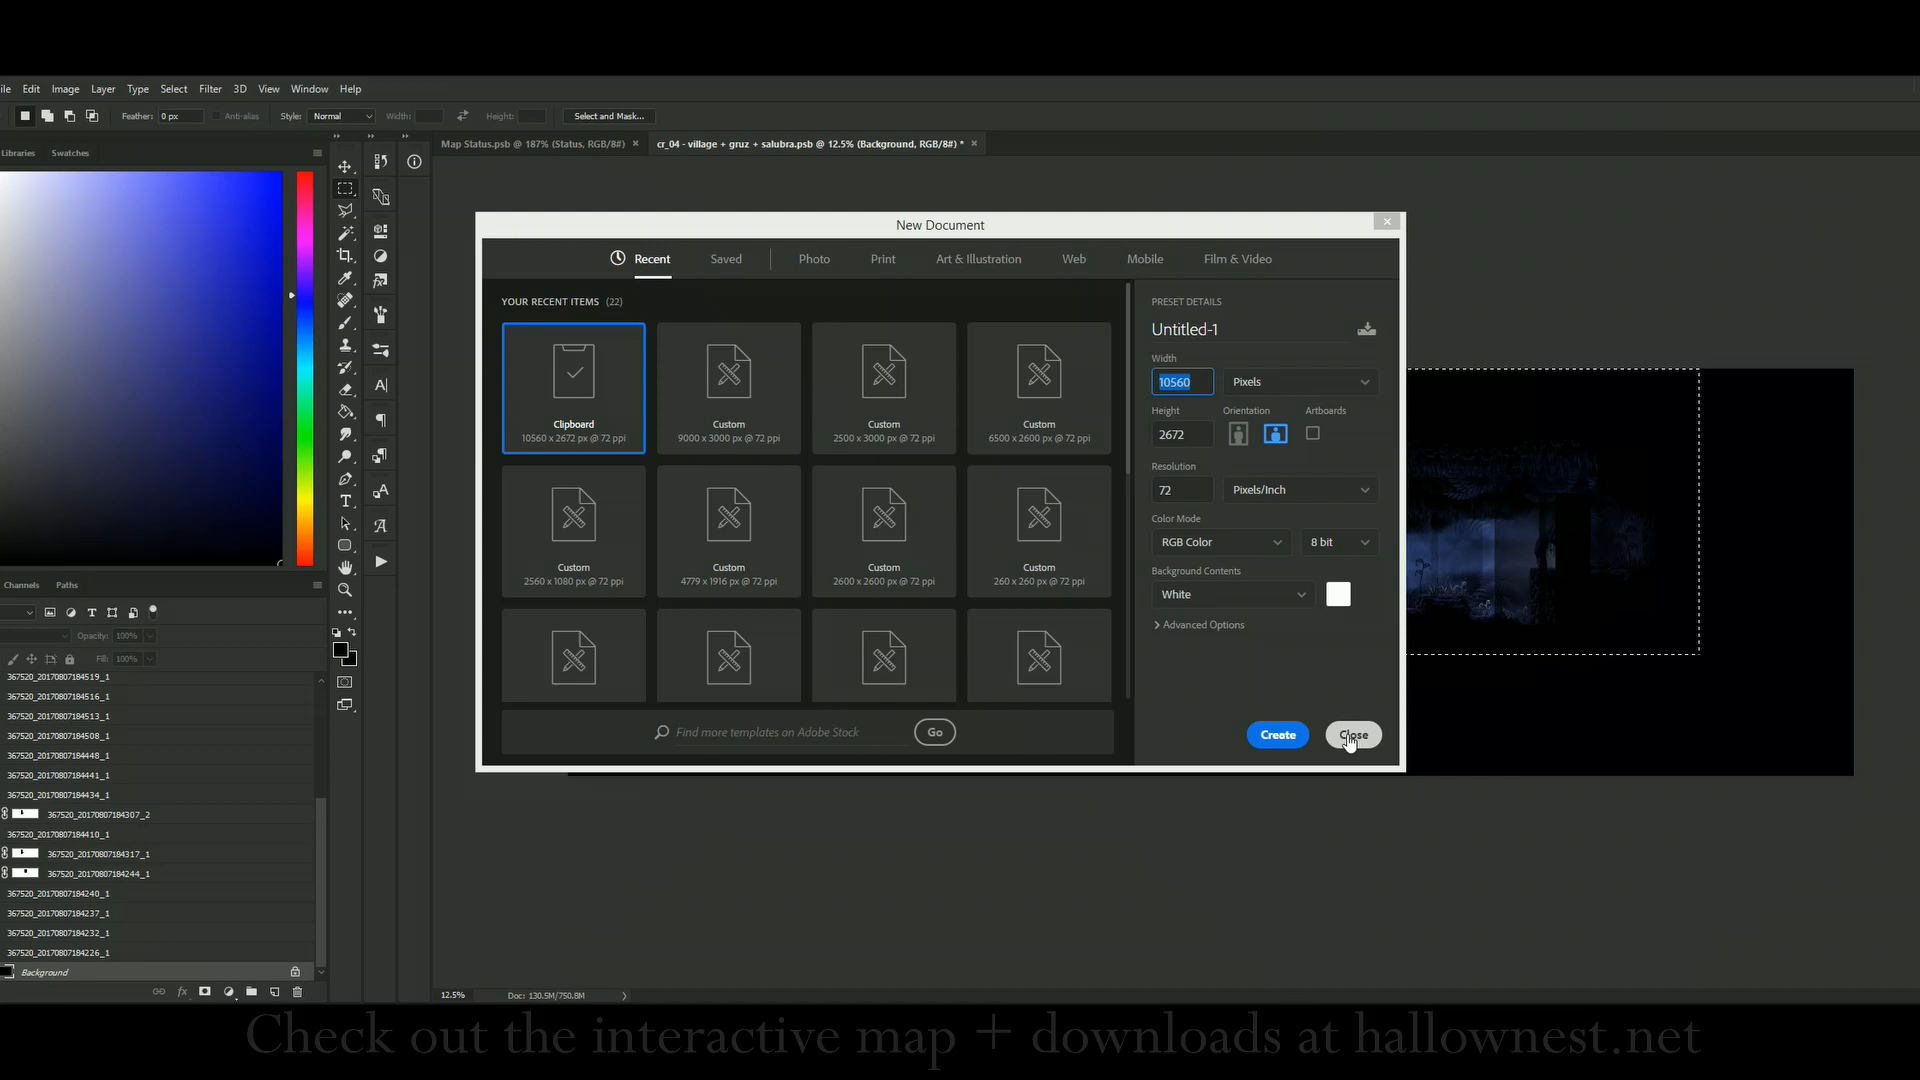 ile Edit Image Layer Type Select Filter 3D View Window Help
Feather: 0 px Anti-alias Style: Normal Width: Height: Select and Mask...
Libraries Swatches
Map Status.psb @ 187% (Status, RGB/8#) × cr_04 - village + gruz + salubra.psb @ 12.5% (Background, RGB/8#) * ×
New Document
Recent Saved Photo Print Art & Illustration Web Mobile Film & Video
YOUR RECENT ITEMS (22)
Clipboard
10560 x 2672 px @ 72 ppi
Custom
9000 x 3000 px @ 72 ppi
Custom
2500 x 3000 px @ 72 ppi
Custom
6500 x 2600 px @ 72 ppi
Custom
2560 x 1080 px @ 72 ppi
Custom
4779 x 1916 px @ 72 ppi
Custom
2600 x 2600 px @ 72 ppi
Custom
260 x 260 px @ 72 ppi
Find more templates on Adobe Stock Go
PRESET DETAILS
Untitled-1
Width
10560 Pixels
Height Orientation Artboards
2672
Resolution
72 Pixels/Inch
Color Mode
RGB Color 8 bit
Background Contents
White
Advanced Options
Create Close
Channels Paths
Opacity: 100%
Fill: 100%
367520_20170807184519_1
367520_20170807184516_1
367520_20170807184513_1
367520_20170807184508_1
367520_20170807184448_1
367520_20170807184441_1
367520_20170807184434_1
367520_20170807184307_2
367520_20170807184410_1
367520_20170807184317_1
367520_20170807184244_1
367520_20170807184240_1
367520_20170807184237_1
367520_20170807184232_1
367520_20170807184226_1
Background
fx
12.5% Doc: 130.5M/750.8M
Check out the interactive map + downloads at hallownest.net